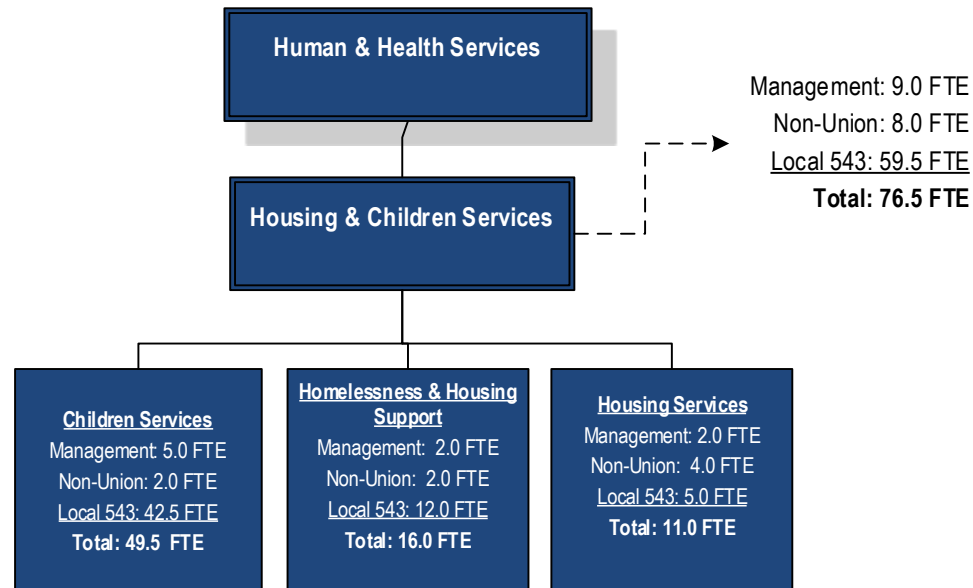 Human & Health Services
Management: 9.0 FTE
Non-Union: 8.0 FTE
Local 543: 59.5 FTE
Total: 76.5 FTE
Housing & Children Services
Children Services
Management: 5.0 FTE
Non-Union: 2.0 FTE
Local 543: 42.5 FTE
Total: 49.5 FTE
Homelessness & Housing
Support
Management: 2.0 FTE
Non-Union: 2.0 FTE
Local 543: 12.0 FTE
Total: 16.0 FTE
Housing Services
Management: 2.0 FTE
Non-Union: 4.0 FTE
Local 543: 5.0 FTE
Total: 11.0 FTE